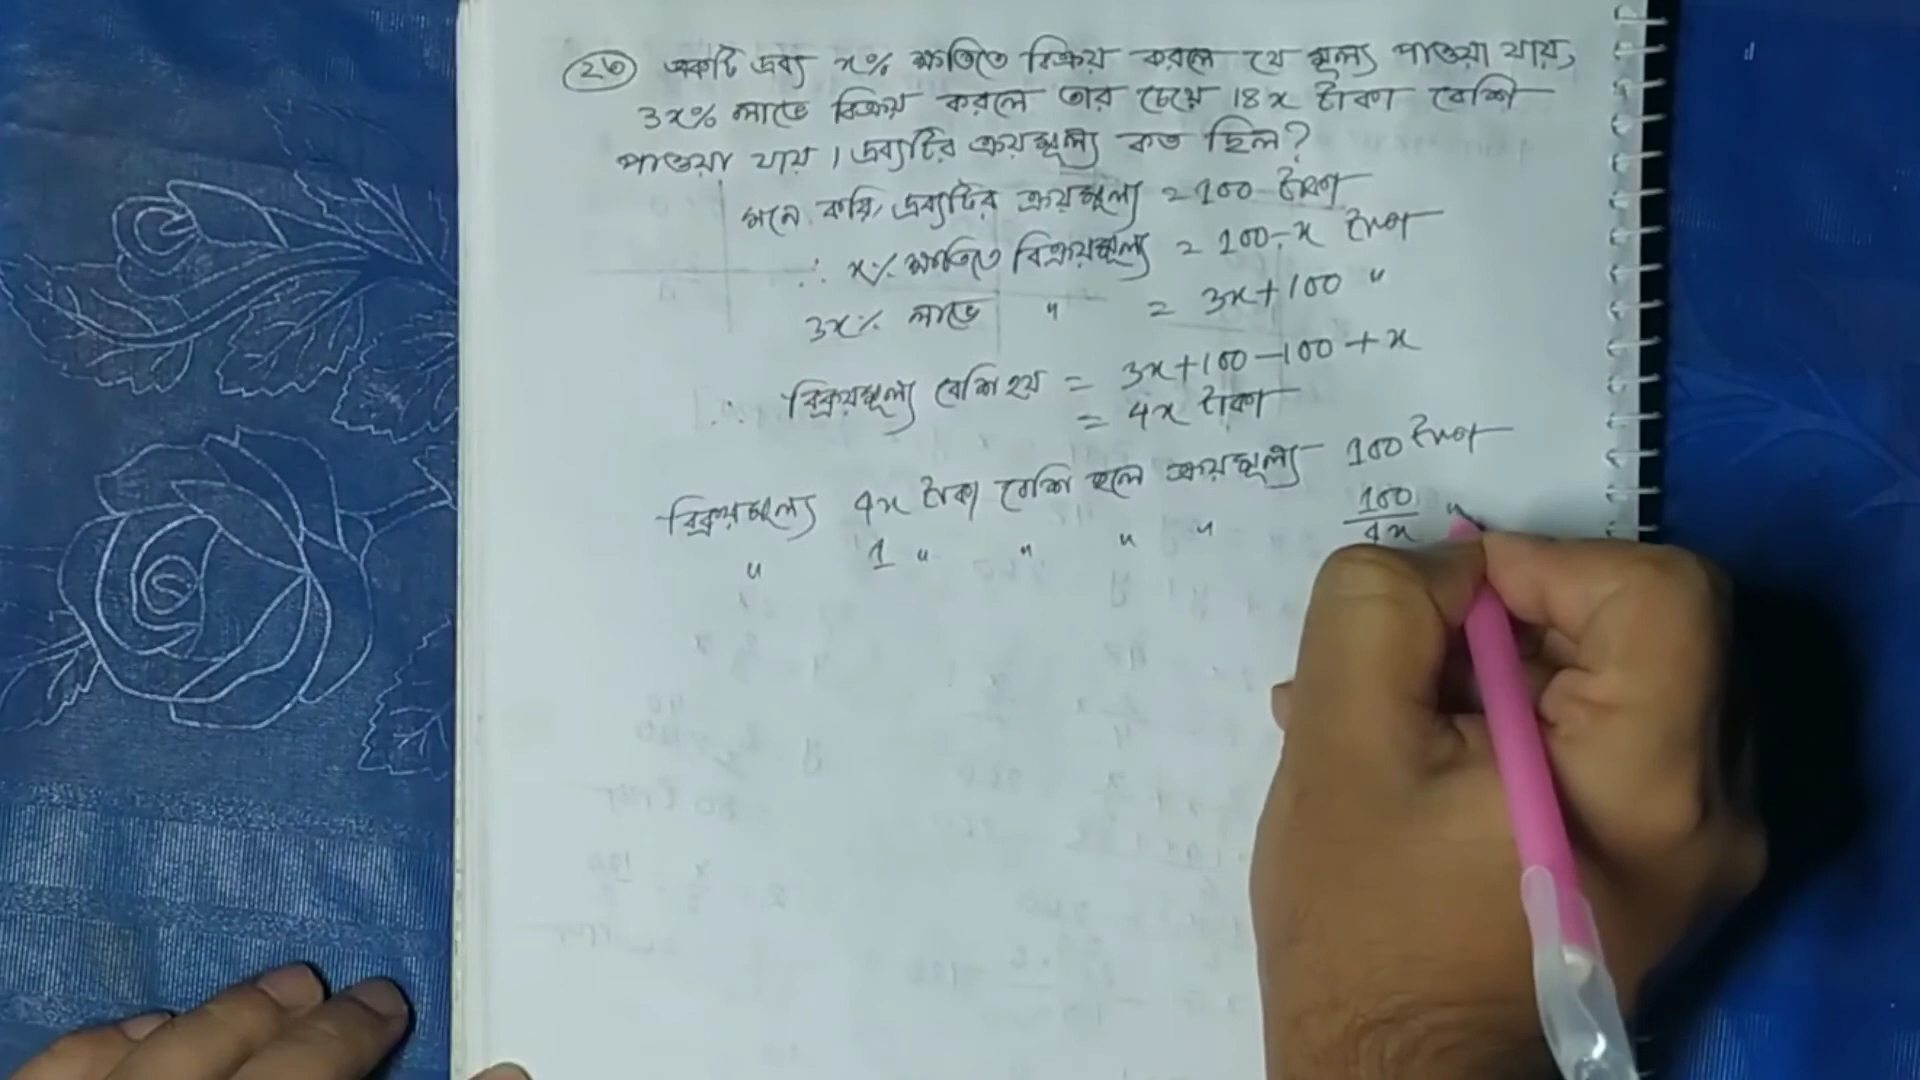 ২৩ একটি দ্রব্য x% ক্ষতিতে বিক্রয় করলে যে মূল্য পাওয়া যায়,
3x% লাভে বিক্রয় করলে তার চেয়ে 18x টাকা বেশি
পাওয়া যায়। দ্রব্যটির ক্রয়মূল্য কত ছিল?
মনে করি, দ্রব্যটির ক্রয়মূল্য = 100 টাকা
∴ x% ক্ষতিতে বিক্রয়মূল্য = 100-x টাকা
3x% লাভে " = 3x+100 "
∴ বিক্রয়মূল্য বেশি হয় = 3x+100-100+x
= 4x টাকা
বিক্রয়মূল্য 4x টাকা বেশি হলে ক্রয়মূল্য 100 টাকা
" 1 " " " " 100/4x "